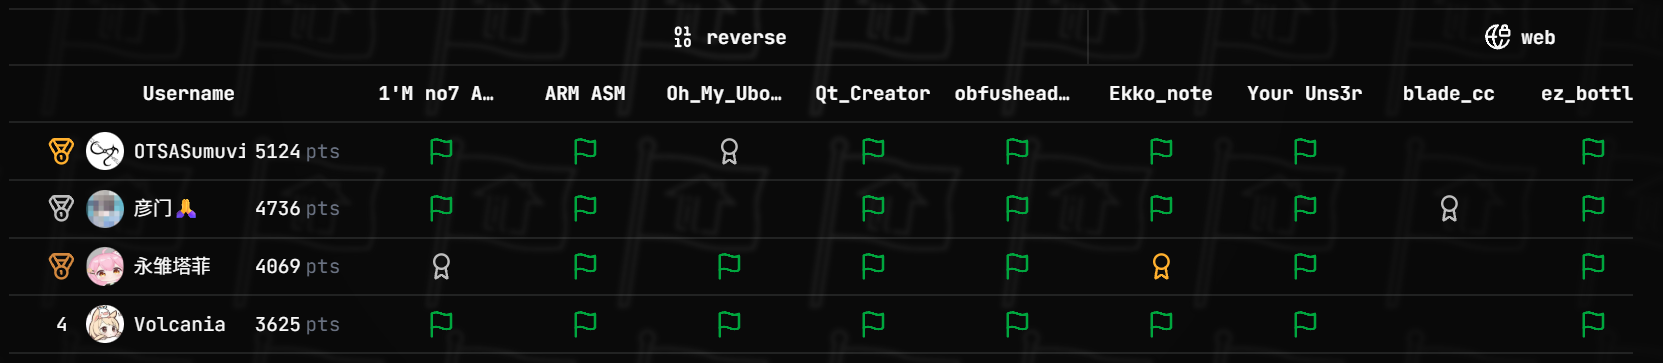 reverse web
Username 1'M no7 A… ARM ASM Oh_My_Ubo… Qt_Creator obfushead… Ekko_note Your Uns3r blade_cc ez_bottl
OTSASumuvi 5124 pts
彦门🙏 4736 pts
永雏塔菲 4069 pts
4 Volcania 3625 pts